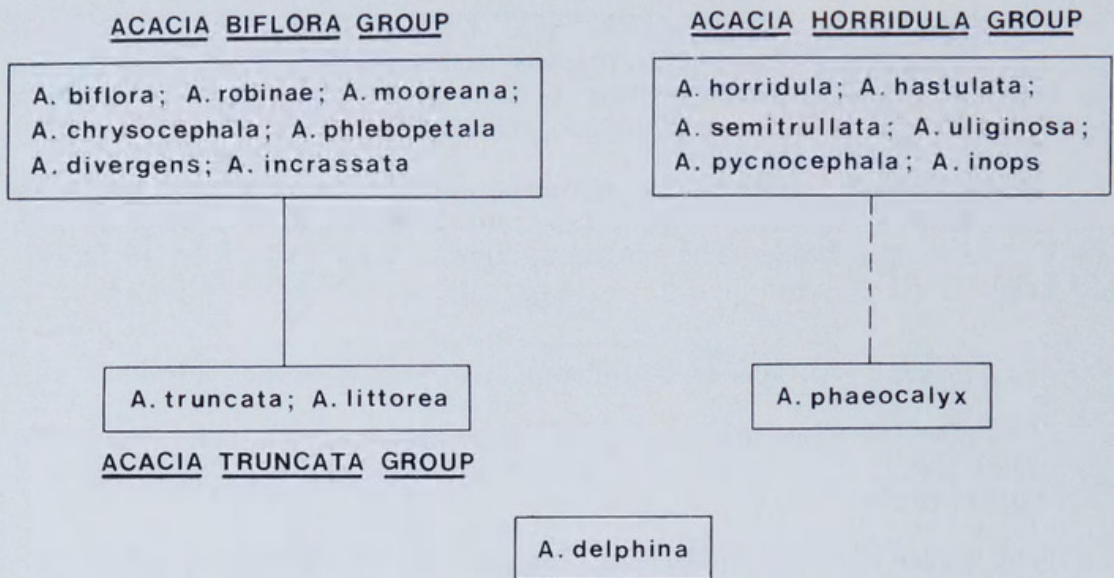 ACACIA BIFLORA GROUP
A. biflora; A. robinae; A. mooreana;
A. chrysocephala; A. phlebopetala
A. divergens; A. incrassata
ACACIA HORRIDULA GROUP
A. horridula; A. hastulata;
A. semitrullata; A. uliginosa;
A. pycnocephala; A. inops
A. truncata; A. littorea
ACACIA TRUNCATA GROUP
A. phaeocalyx
A. delphina